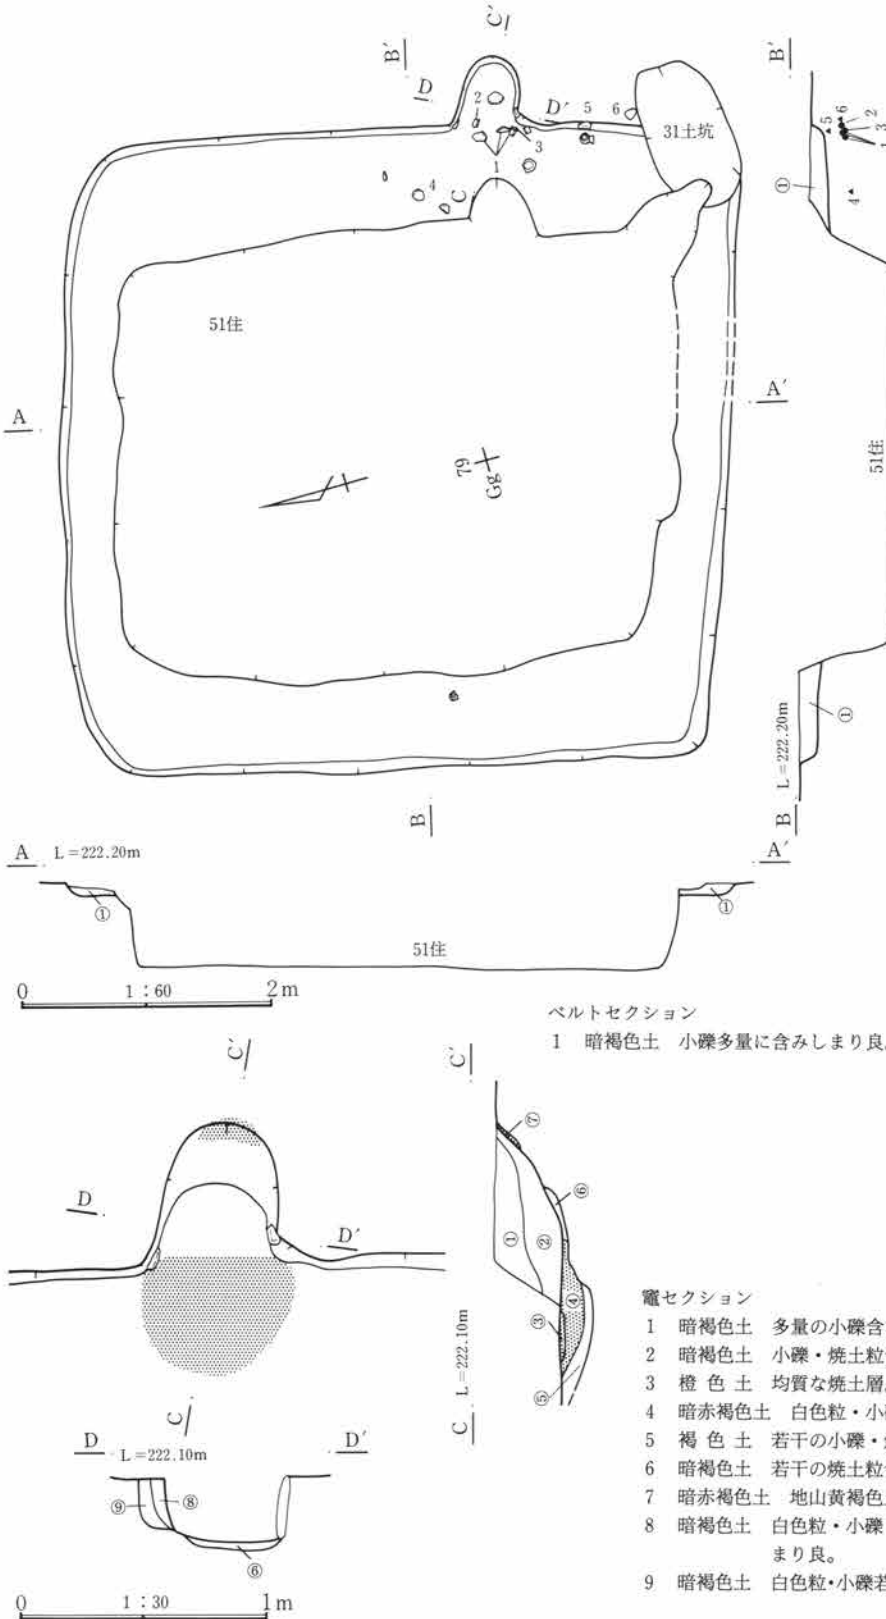 C'
B'
D
2
D'
5
6
31土坑
1
3
4
C
51住
A
A'
79
Gg
B
B'
5
6
2
3
1
①
4
51住
①
L=222.20m
B
A L=222.20m
A'
①
51住
①
0 1:60 2m
ベルトセクション
1 暗褐色土 小礫多量に含みしまり良。
C'
D
D'
C
C'
⑦
⑥
①
②
④
③
⑤
C L=222.10m
D L=222.10m
D'
⑨
⑧
⑥
0 1:30 1m
竈セクション
1 暗褐色土 多量の小礫含
2 暗褐色土 小礫・焼土粒
3 橙色土 均質な焼土層
4 暗赤褐色土 白色粒・小
5 褐色土 若干の小礫・
6 暗褐色土 若干の焼土粒
7 暗赤褐色土 地山黄褐色
8 暗褐色土 白色粒・小礫
まり良。
9 暗褐色土 白色粒・小礫若